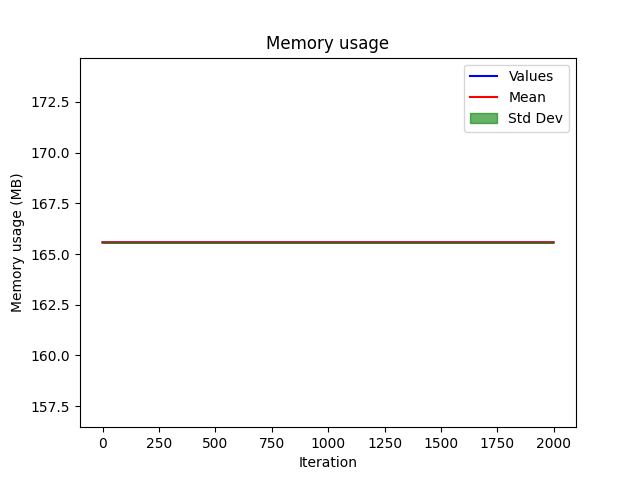 Memory usage
Values
Mean
Std Dev
172.5
170.0
167.5
165.0
162.5
160.0
157.5
Memory usage (MB)
0 250 500 750 1000 1250 1500 1750 2000
Iteration